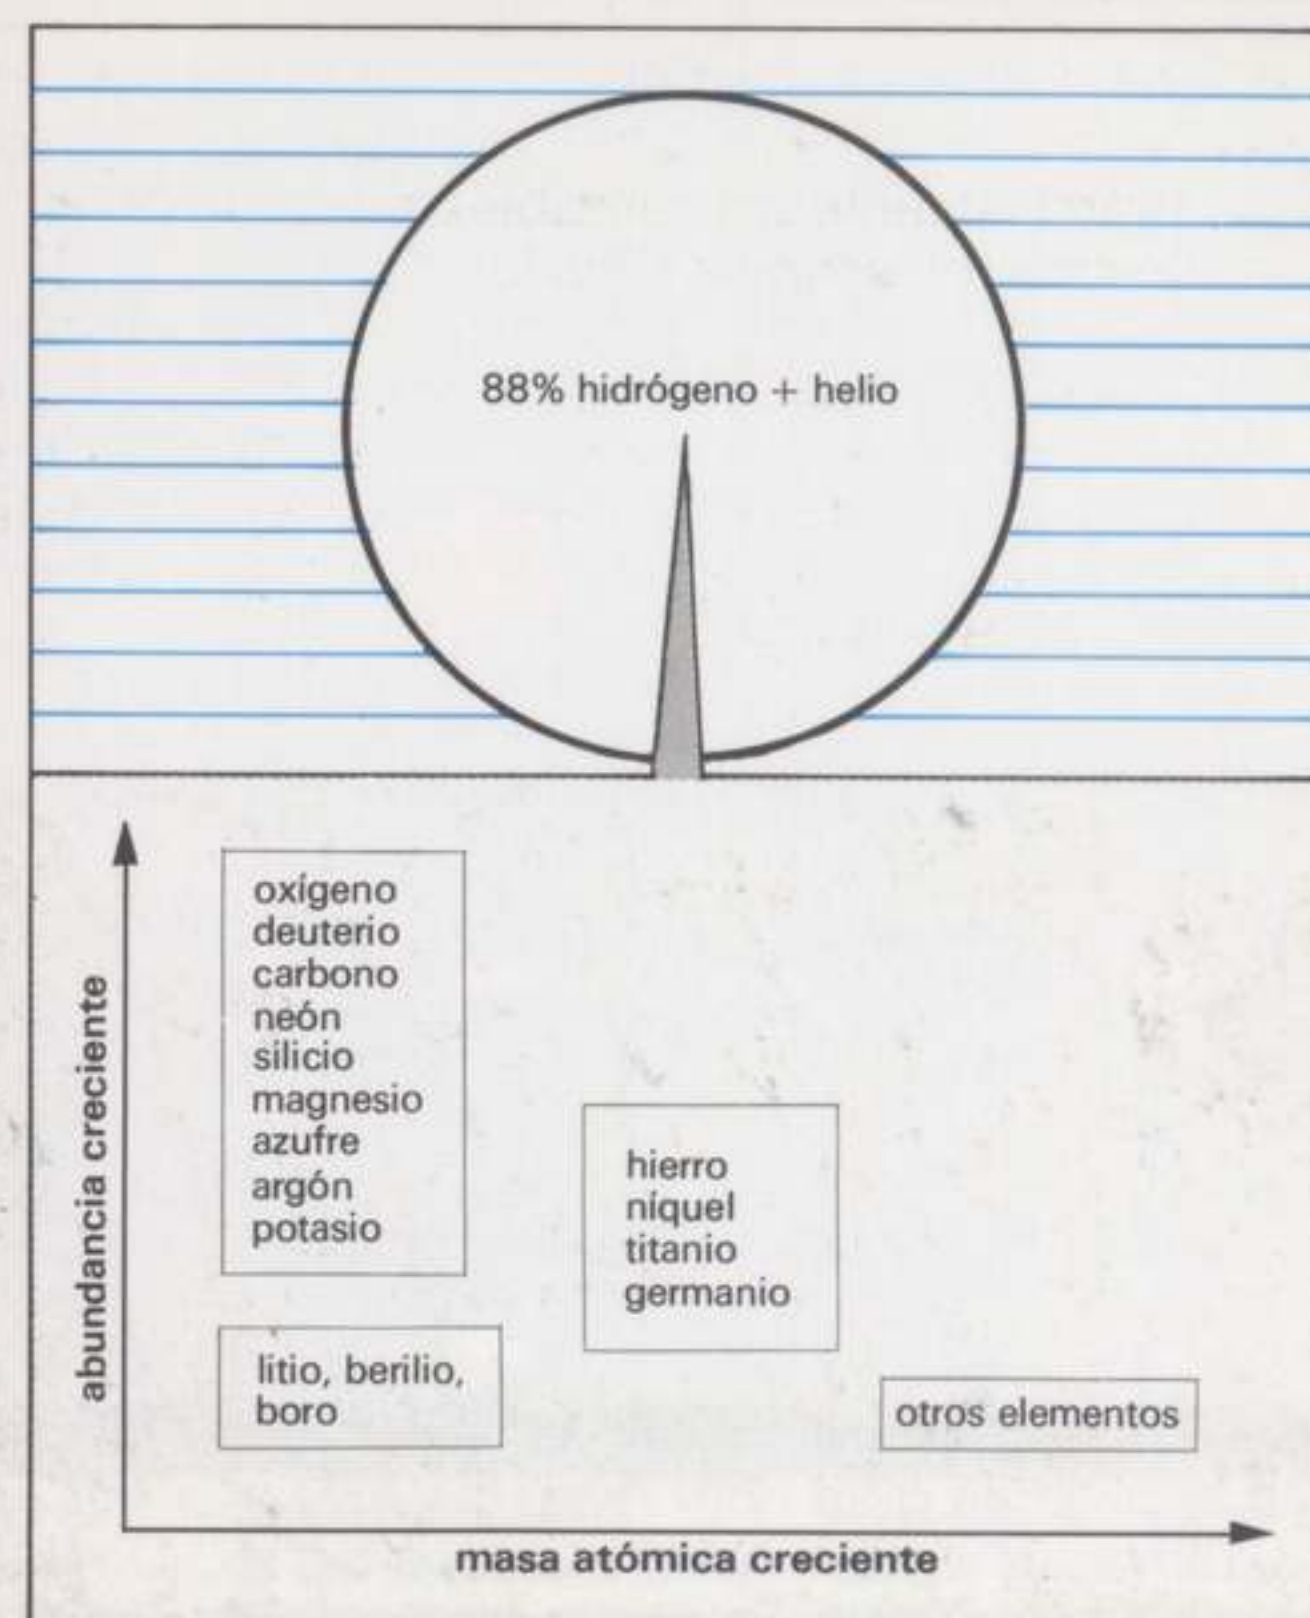 88% hidrógeno + helio
abundancia creciente
oxígeno
deuterio
carbono
neón
silicio
magnesio
azufre
argón
potasio
hierro
níquel
titanio
germanio
litio, berilio,
boro
otros elementos
masa atómica creciente